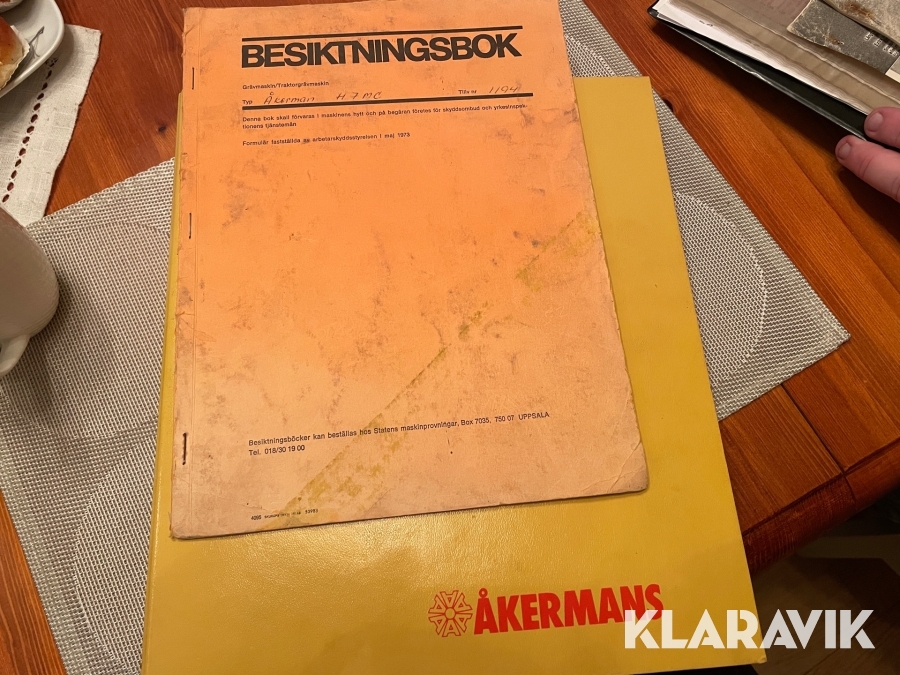 BESIKTNINGSBOK
Grävmaskin/Traktorgrävmaskin
Typ Åkerman H7MC Tillv nr 1194
Denna bok skall förvaras i maskinens hytt och på begäran företes för skyddsombud och yrkesinspek-
tionens tjänstemän
Formulär fastställda av arbetarskyddsstyrelsen i maj 1973
Besiktningsböcker kan beställas hos Statens maskinprovningar, Box 7035, 750 07 UPPSALA
Tel. 018/30 19 00
ÅKERMANS
KLARAVIK